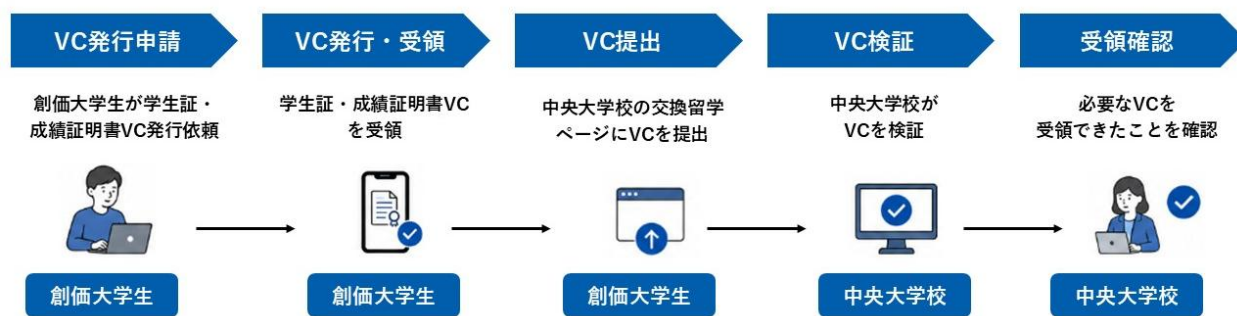 VC発行申請
VC発行・受領
VC提出
VC検証
受領確認
創価大学生が学生証・
成績証明書VC発行依頼
学生証・成績証明書VC
を受領
中央大学校の交換留学
ページにVCを提出
中央大学校が
VCを検証
必要なVCを
受領できたことを確認
創価大学生
創価大学生
創価大学生
中央大学校
中央大学校